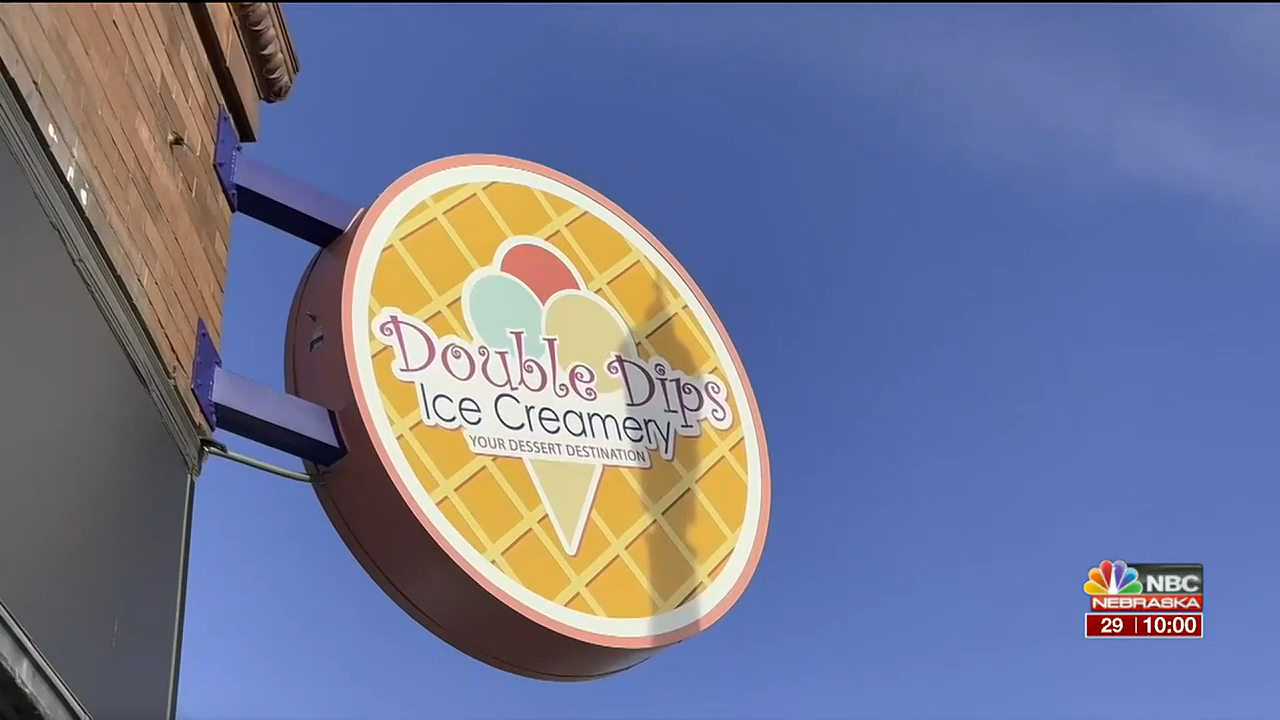 Double Dips
Ice Creamery
YOUR DESSERT DESTINATION
NBC
NEBRASKA
29 10:00